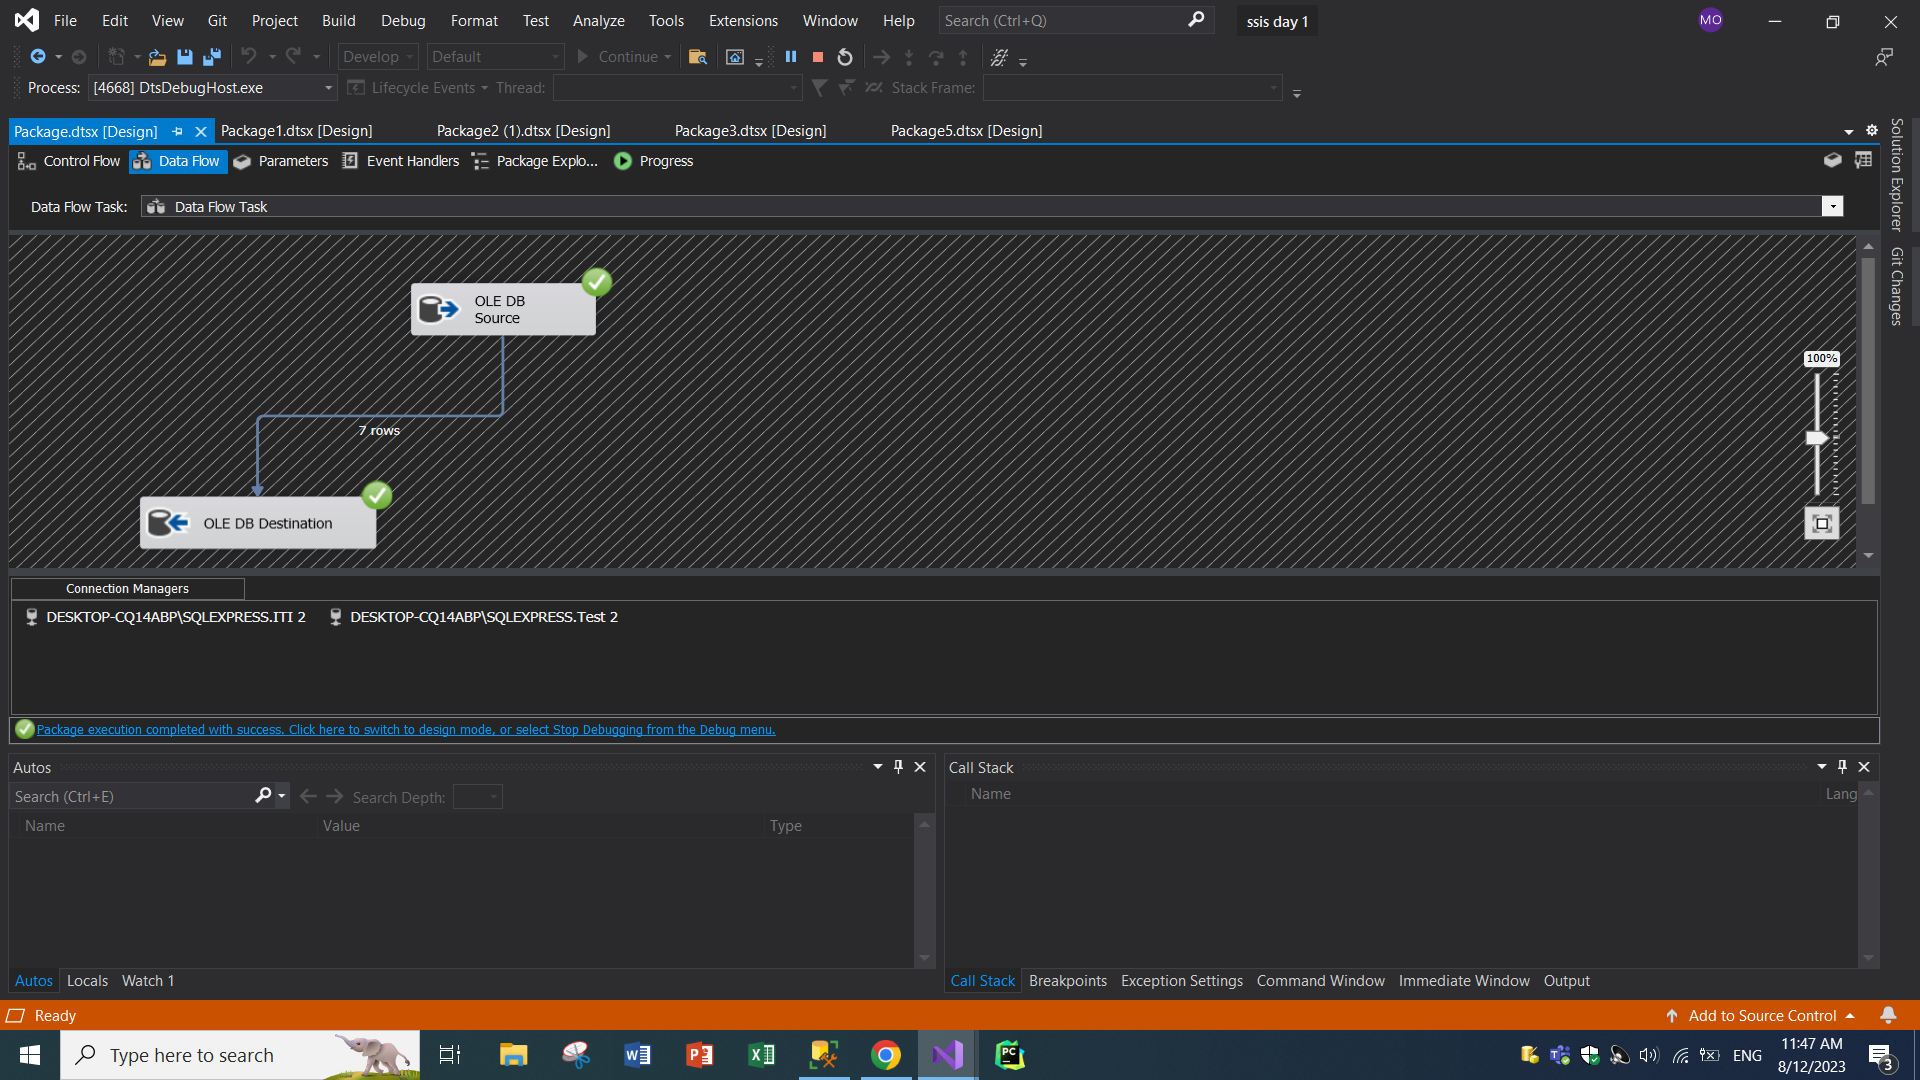 File Edit View Git Project Build Debug Format Test Analyze Tools Extensions Window Help Search (Ctrl+Q) ssis day 1 MO
Develop Default Continue
Process: [4668] DtsDebugHost.exe Lifecycle Events Thread: Stack Frame:
Package.dtsx [Design] Package1.dtsx [Design] Package2 (1).dtsx [Design] Package3.dtsx [Design] Package5.dtsx [Design]
Control Flow Data Flow Parameters Event Handlers Package Explo... Progress
Data Flow Task: Data Flow Task
Solution Explorer
Git Changes
OLE DB
Source
100%
7 rows
OLE DB Destination
Connection Managers
DESKTOP-CQ14ABP\SQLEXPRESS.ITI 2 DESKTOP-CQ14ABP\SQLEXPRESS.Test 2
Package execution completed with success. Click here to switch to design mode, or select Stop Debugging from the Debug menu.
Autos
Search (Ctrl+E) Search Depth:
Name Value Type
Autos Locals Watch 1
Call Stack
Name Lang
Call Stack Breakpoints Exception Settings Command Window Immediate Window Output
Ready Add to Source Control
Type here to search
ENG
11:47 AM
8/12/2023
3